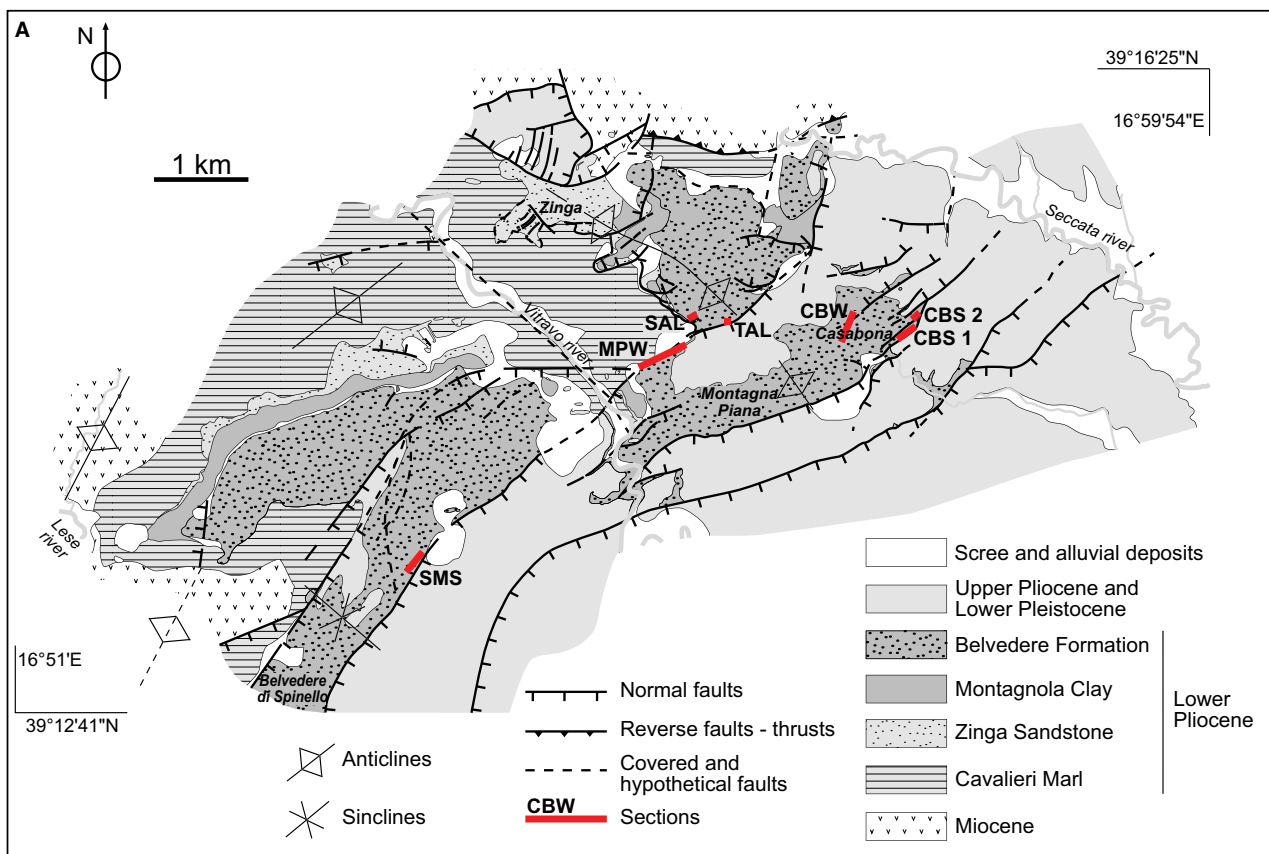 A
N
39°16'25"N
16°59'54"E
1 km
Zinga
Seccata river
Vitravo river
SAL
TAL
CBW
CBS 2
CBS 1
Casabona
MPW
Montagna
Piana
Lese
river
SMS
Belvedere
di Spinello
16°51'E
39°12'41"N
Anticlines
Sinclines
Normal faults
Reverse faults - thrusts
Covered and
hypothetical faults
CBW
Sections
Scree and alluvial deposits
Upper Pliocene and
Lower Pleistocene
Belvedere Formation
Montagnola Clay
Zinga Sandstone
Cavalieri Marl
Miocene
Lower
Pliocene